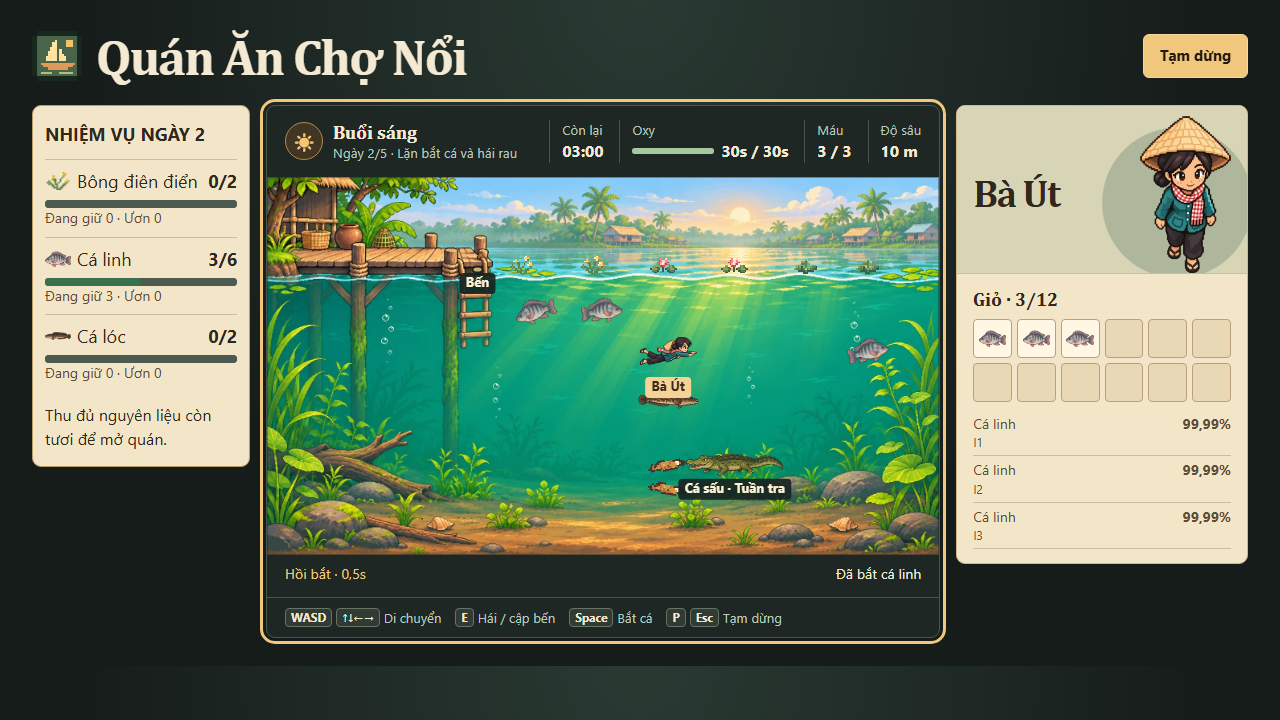 Quán Ăn Chợ Nổi
Tạm dừng
NHIỆM VỤ NGÀY 2
Bông điên điển 0/2
Đang giữ 0 · Ươn 0
Cá linh 3/6
Đang giữ 3 · Ươn 0
Cá lóc 0/2
Đang giữ 0 · Ươn 0
Thu đủ nguyên liệu còn
tươi để mở quán.
Buổi sáng
Ngày 2/5 · Lặn bắt cá và hái rau
Còn lại
03:00
Oxy
30s / 30s
Máu
3 / 3
Độ sâu
10 m
Bến
Bà Út
Cá sấu · Tuần tra
Hồi bắt · 0,5s
Đã bắt cá linh
WASD ↑↓←→ Di chuyển E Hái / cập bến Space Bắt cá P Esc Tạm dừng
Bà Út
Giỏ · 3/12
Cá linh 99,99%
I1
Cá linh 99,99%
I2
Cá linh 99,99%
I3